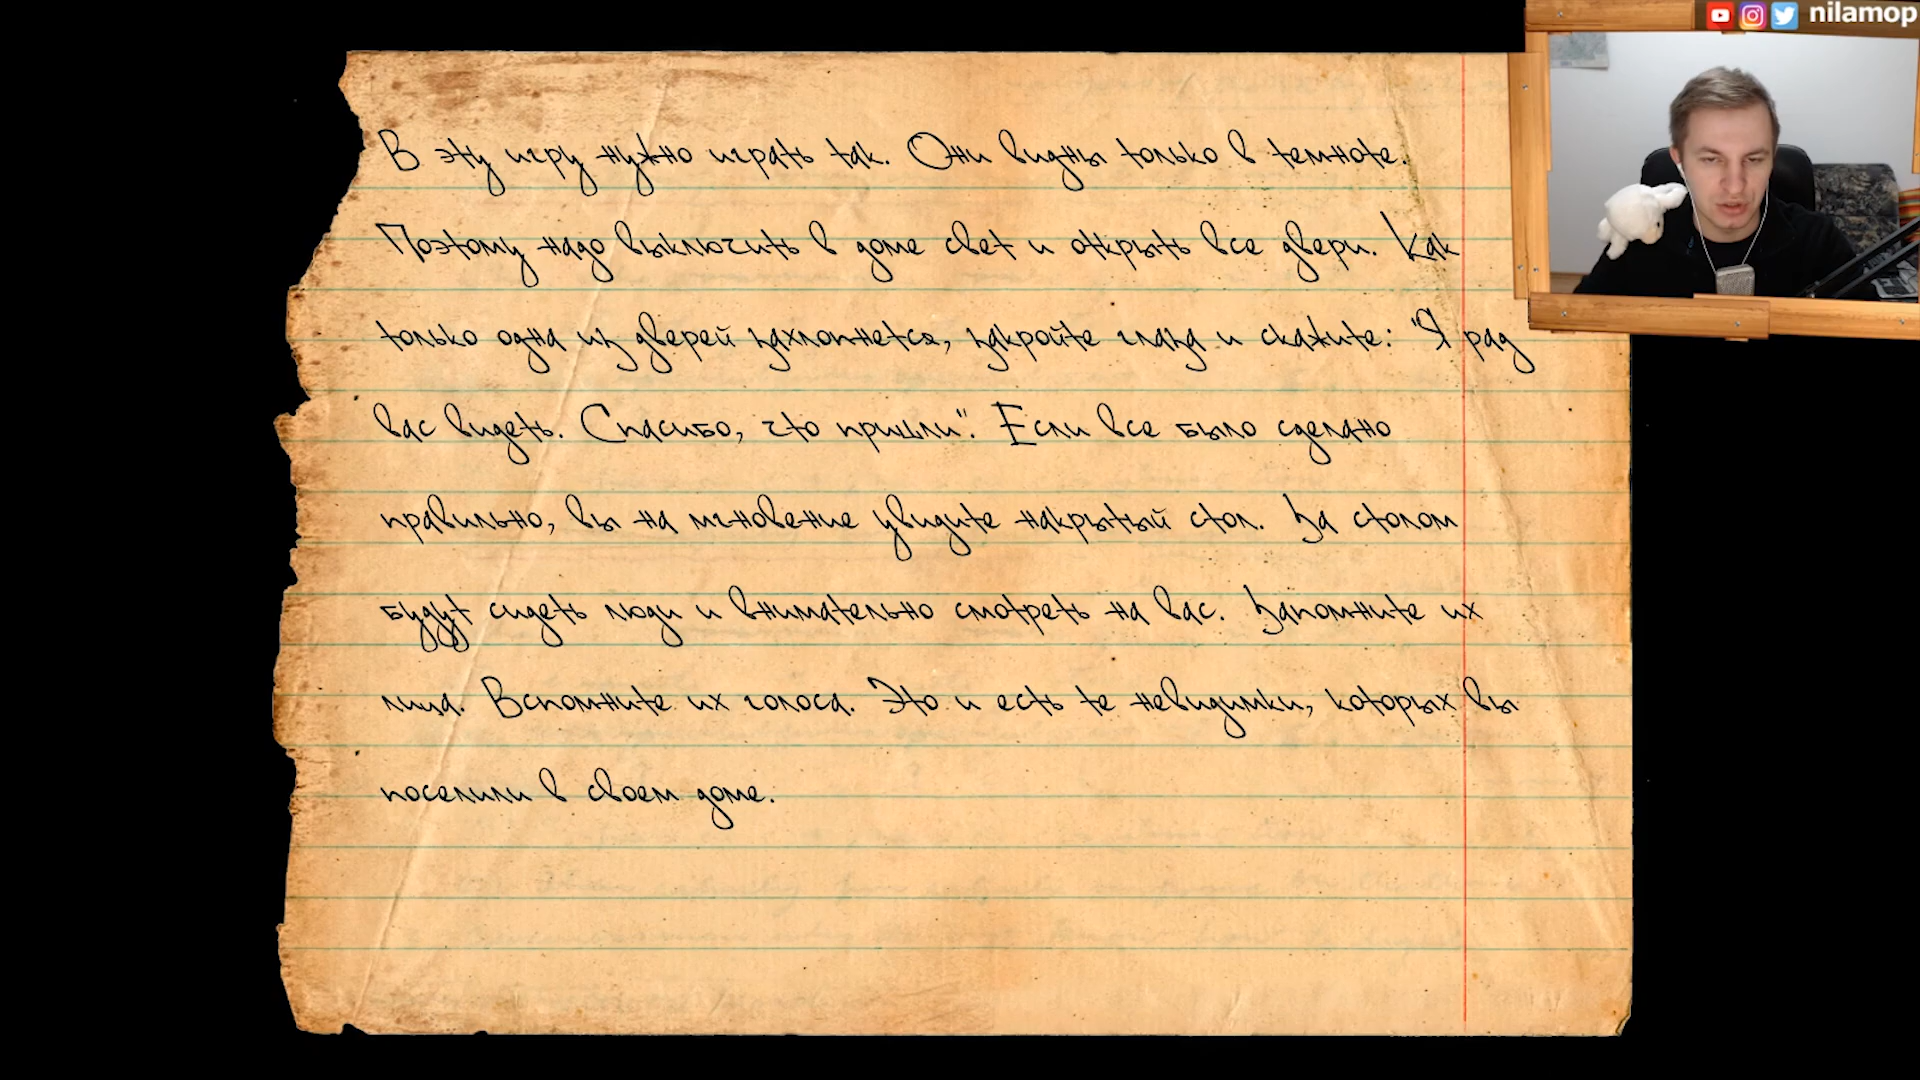 nilamop
В эту игру нужно играть так. Они видны только в темноте.
Поэтому надо выключить в доме свет и открыть все двери. Как
только одна из дверей захлопнется, закройте глаза и скажите: "Я рад
вас видеть. Спасибо, что пришли". Если все было сделано
правильно, вы на мгновение увидите накрытый стол. За столом
будут сидеть люди и внимательно смотреть на вас. Запомните их
лица. Вспомните их голоса. Это и есть те невидимки, которых вы
поселили в своем доме.